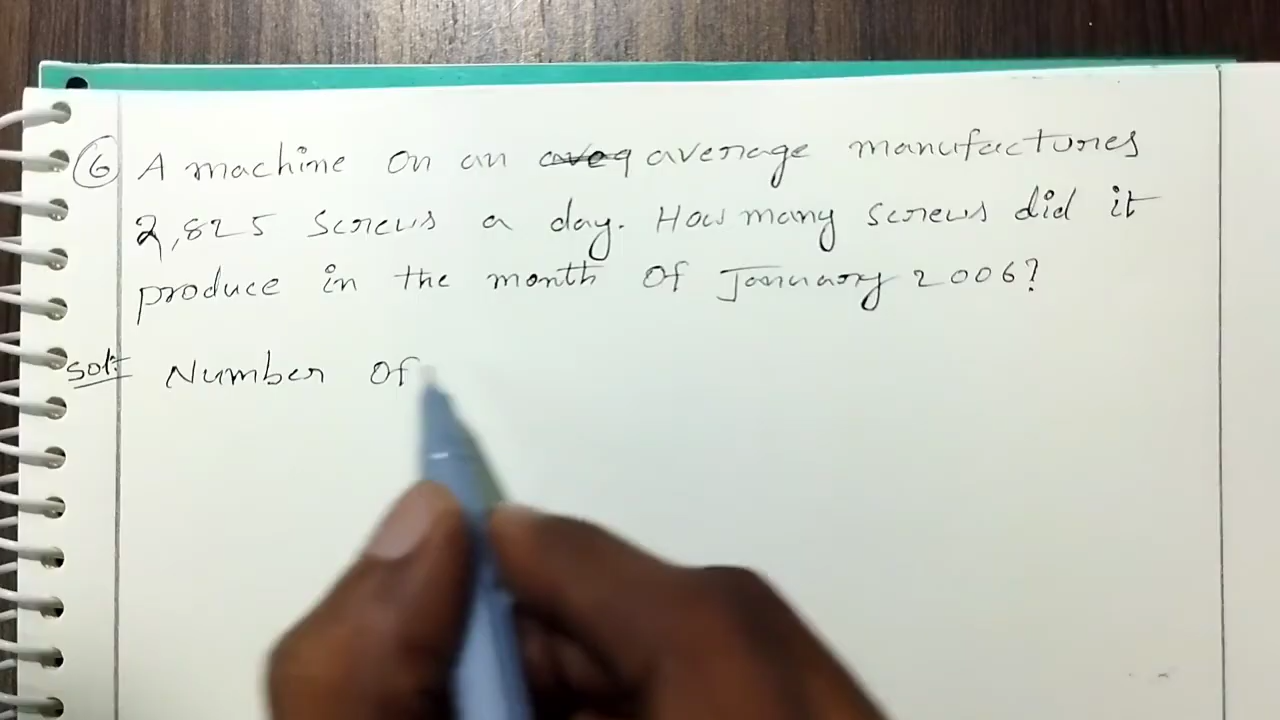 6 A machine on an aveg average manufactures
2,825 screws a day. How many screws did it
produce in the month of January 2006?
Sol: Number of